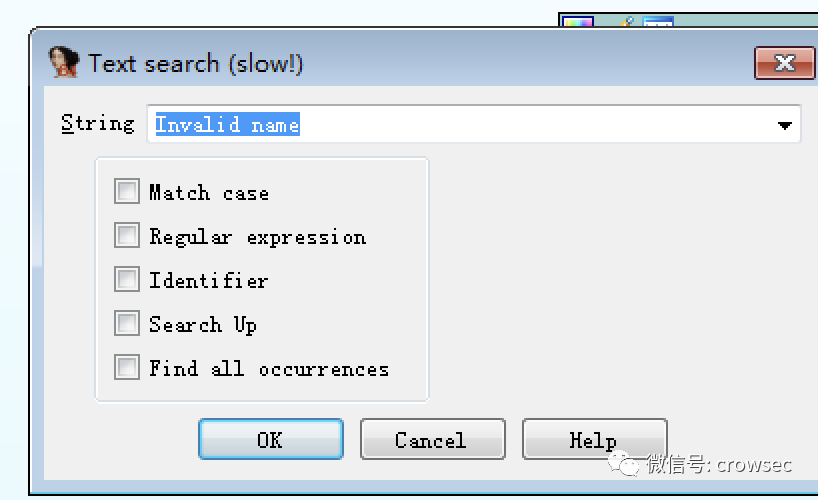 Text search (slow!)
String Invalid name
Match case
Regular expression
Identifier
Search Up
Find all occurrences
OK Cancel Help
微信号: crowsec